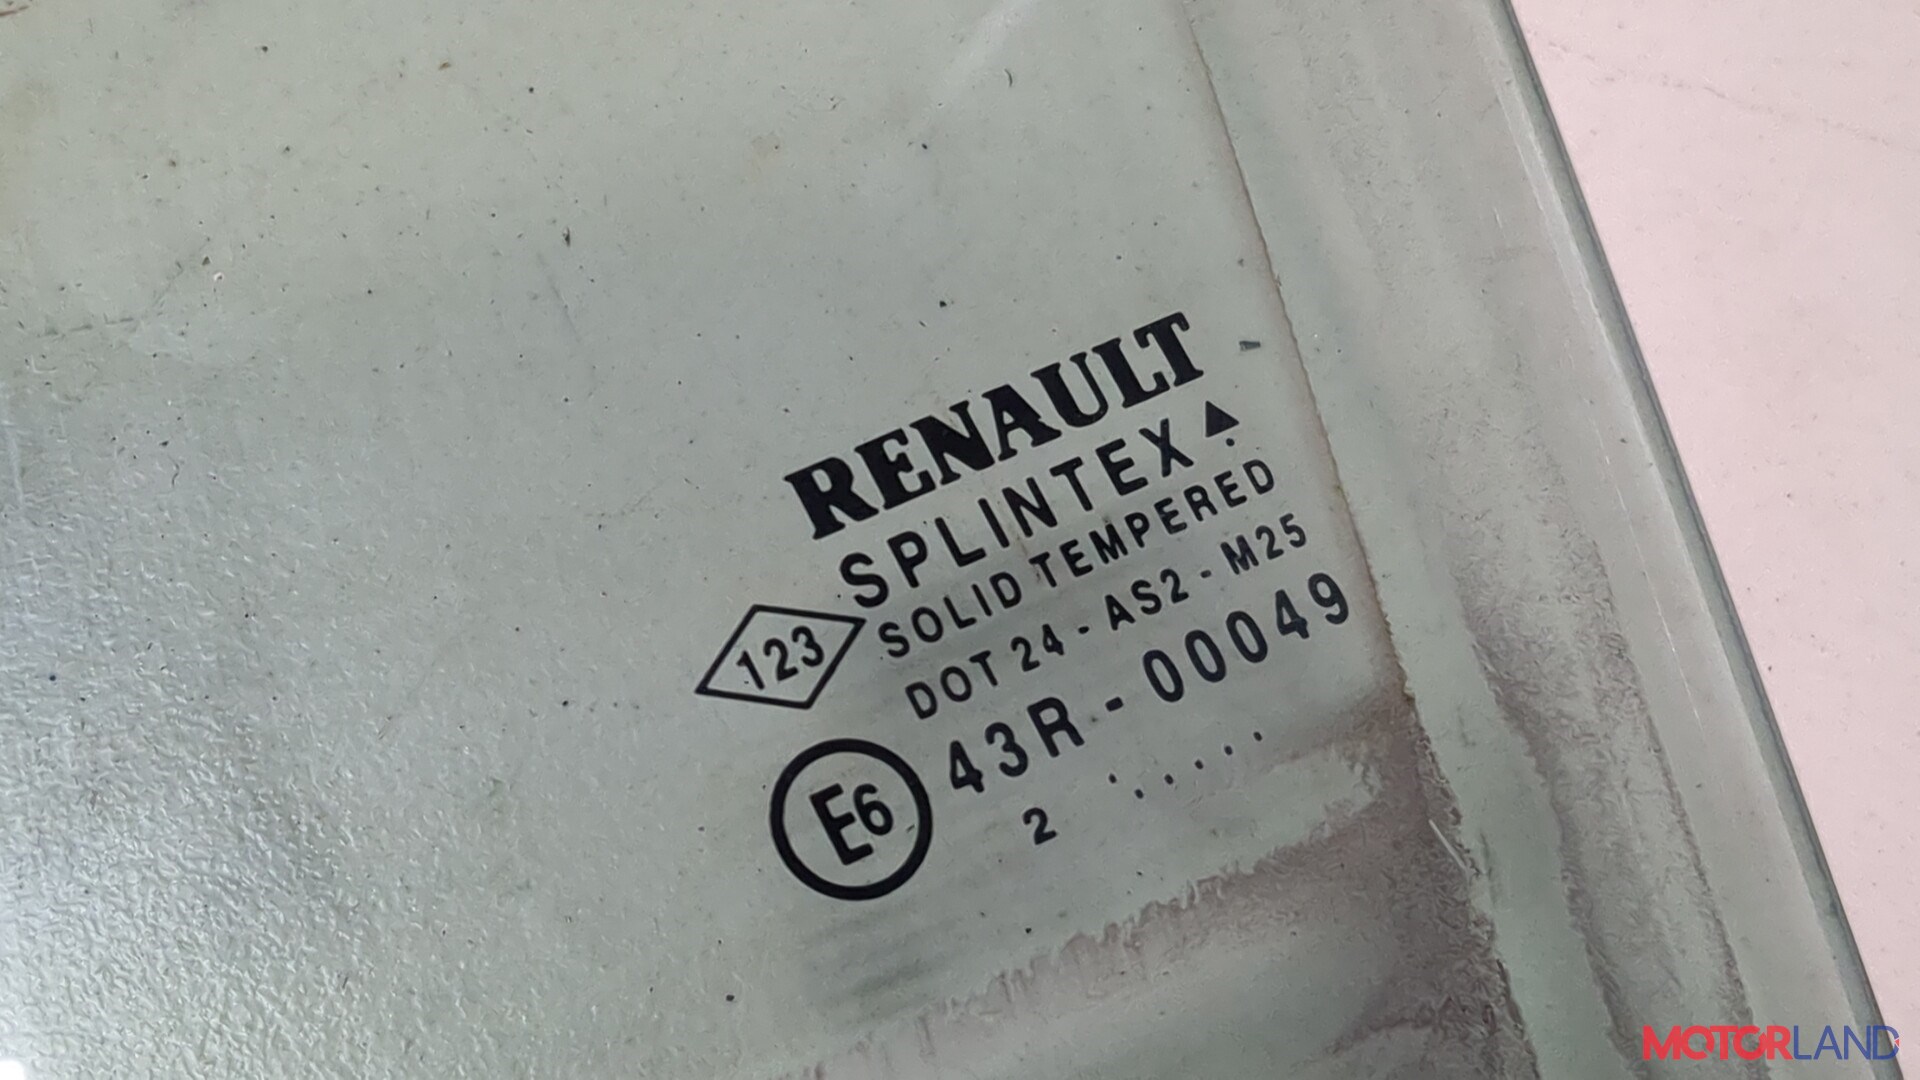 RENAULT
SPLINTEX
SOLID TEMPERED
123
DOT 24 - AS2 - M25
E6
43R - 00049
2 . . . . . .
MOTORLAND